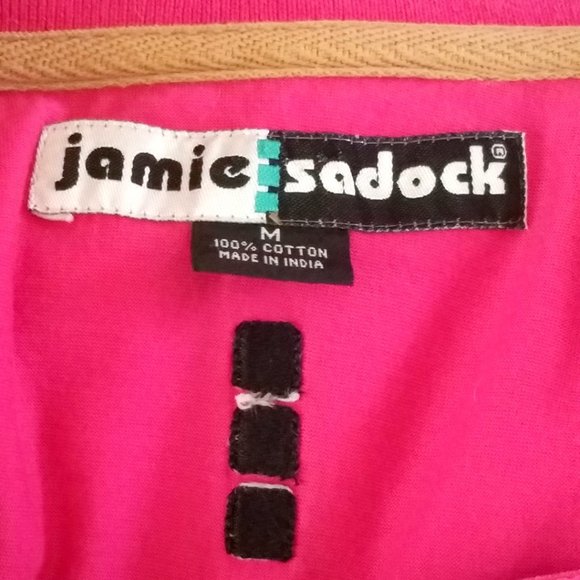 jamie sadock®
M
100% COTTON
MADE IN INDIA